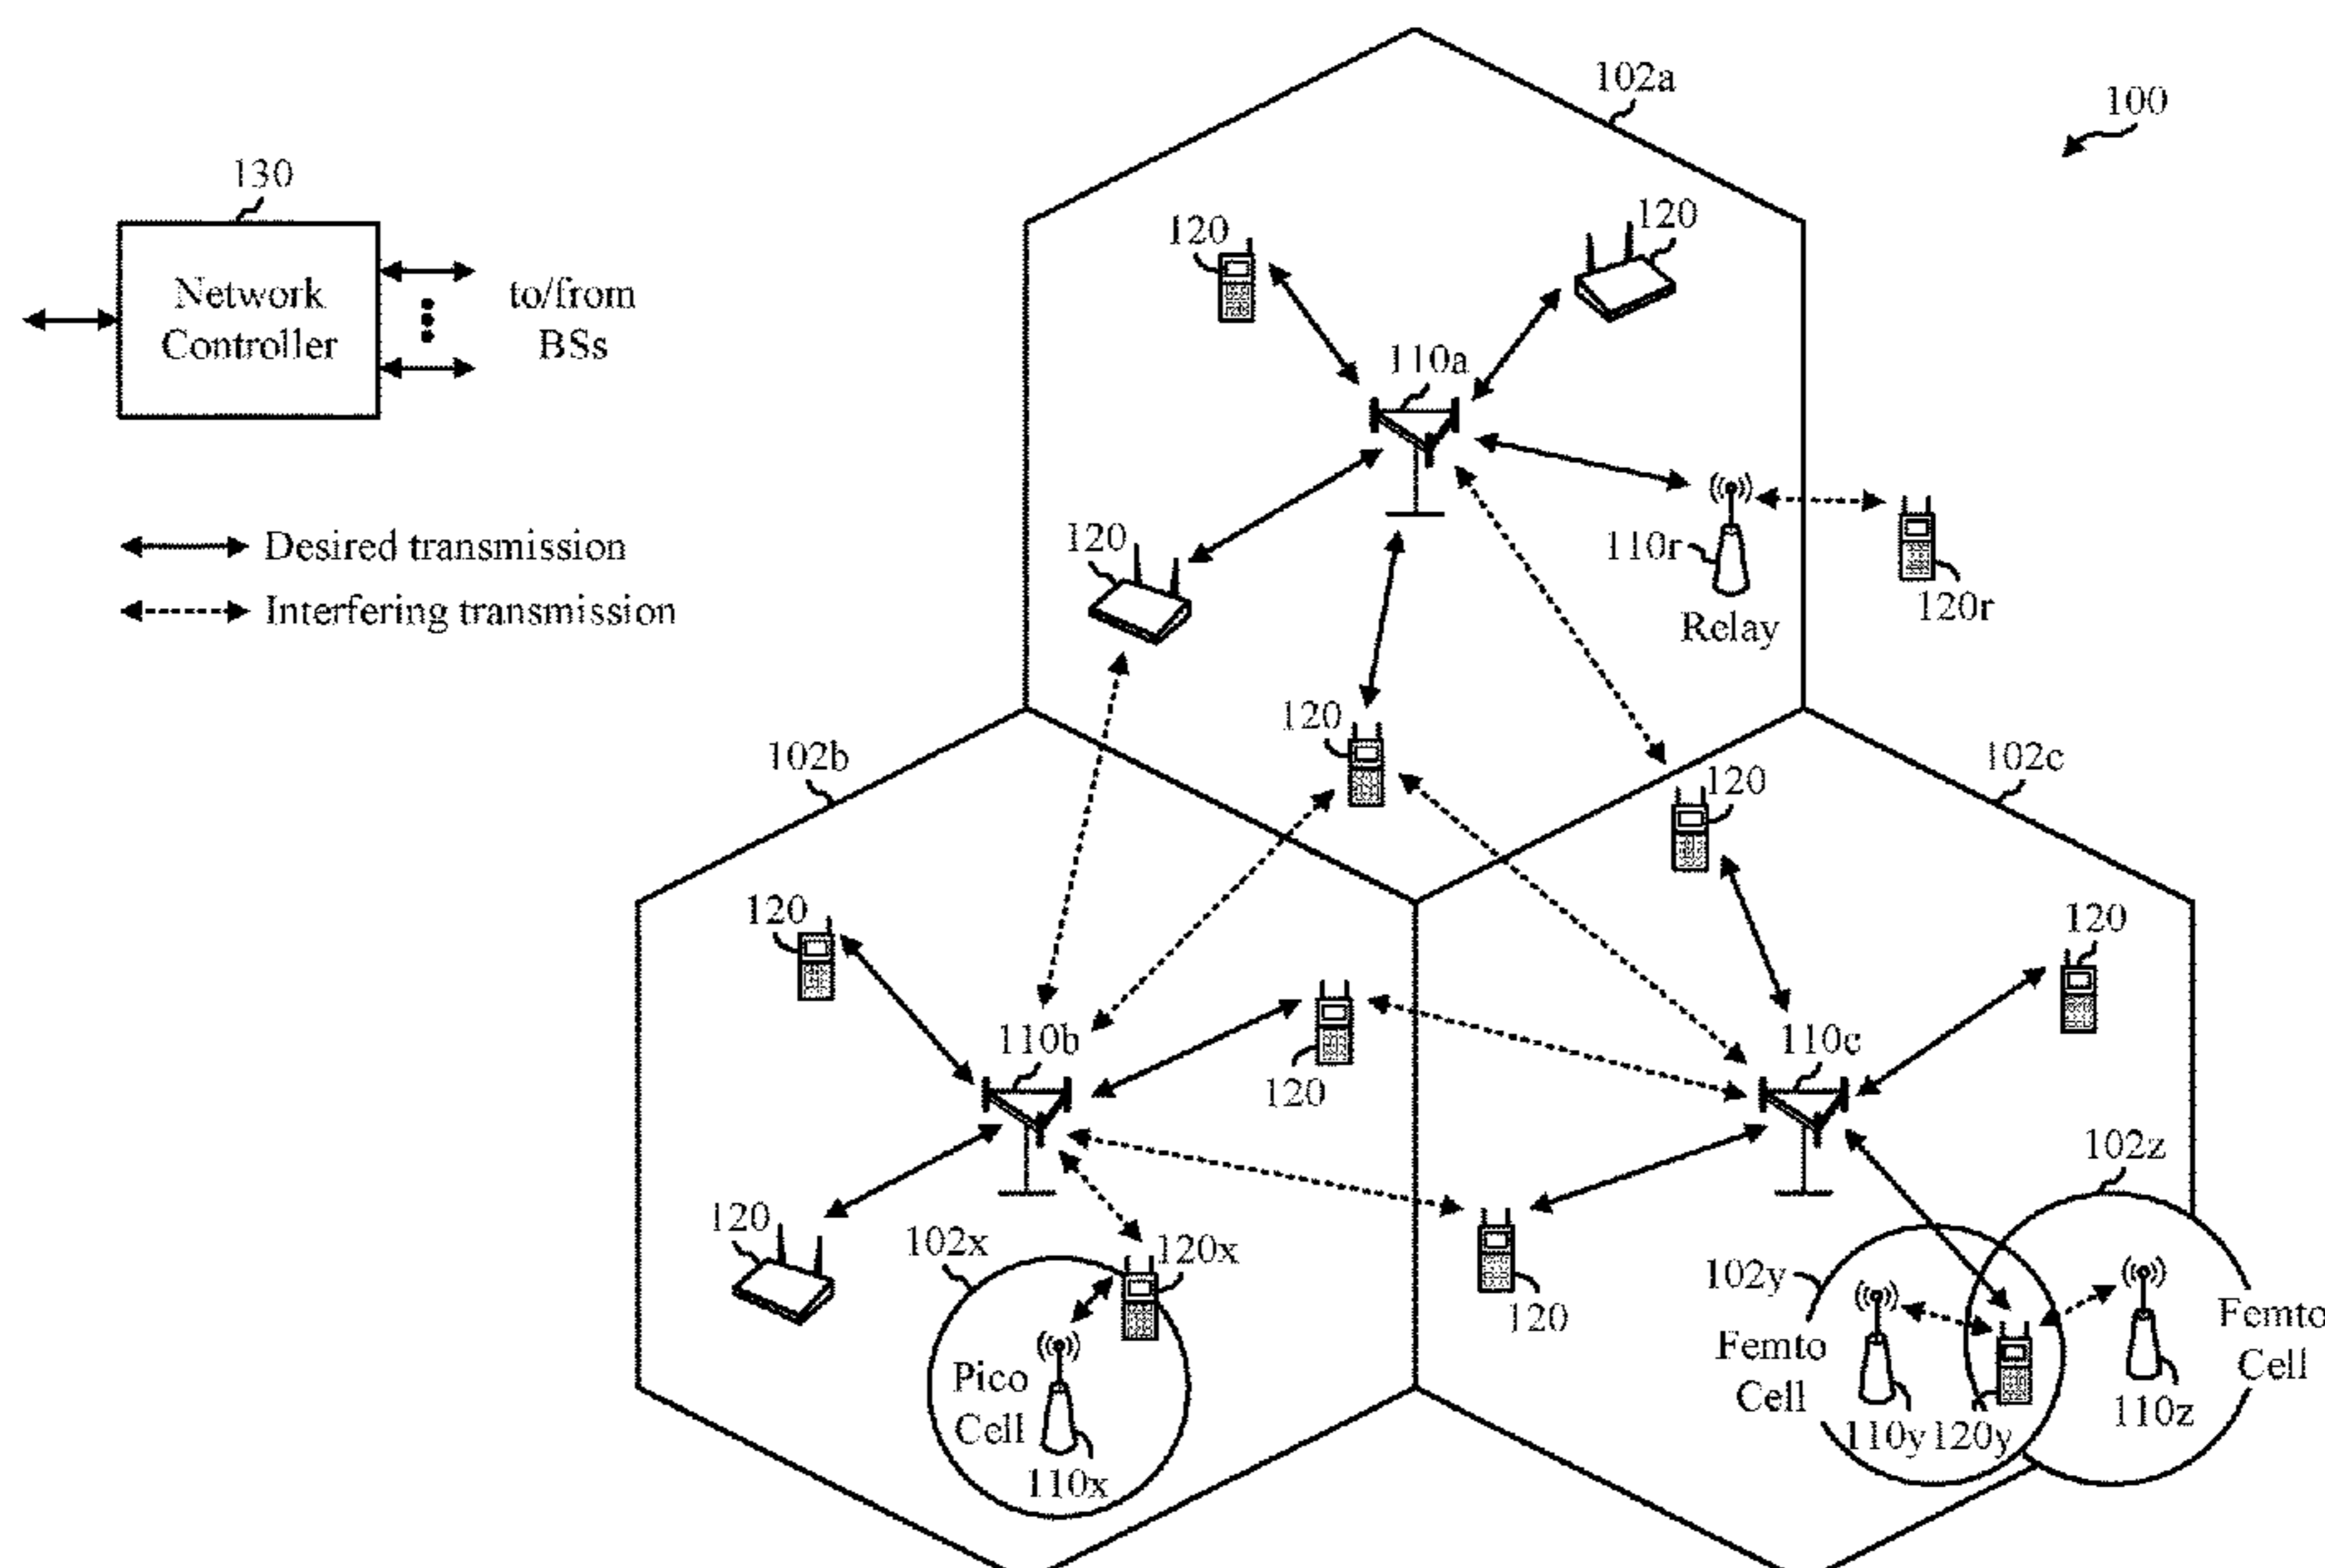 102a
100
130
120
120
Network
Controller
to/from
BSs
110a
Desired transmission
Interfering transmission
120
110r
Relay
120r
120
102b
120
102c
120
120
110b
110c
120
102z
120
102x
120x
102y
120
Femto
Cell
Femto
Cell
Pico
Cell
110x
110y
120y
110z